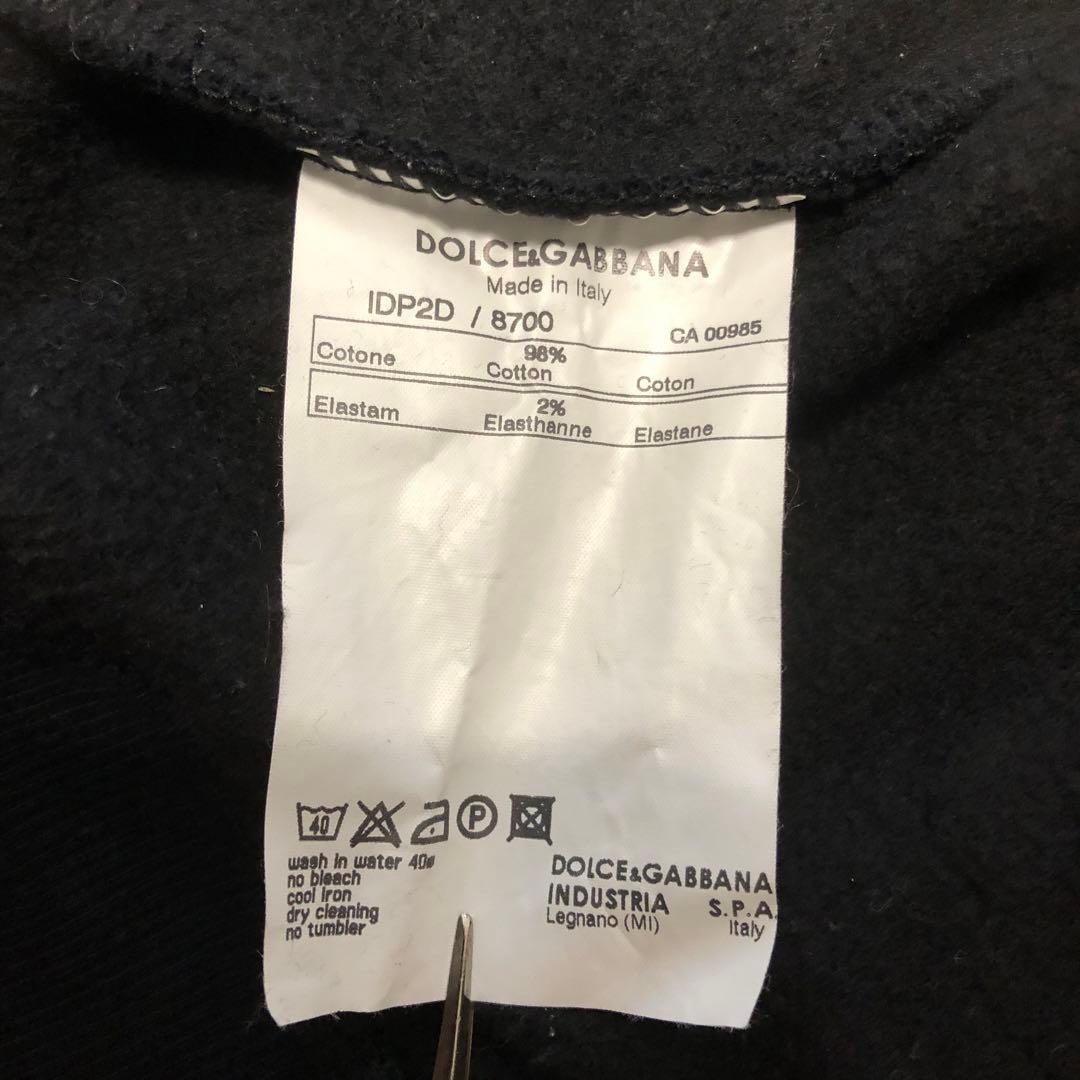 DOLCE&GABBANA
Made in Italy
IDP2D / 8700 CA 00985
98%
Cotone Cotton Coton
2%
Elastam Elasthanne Elastane
40 P
wash in water 40ø
no bleach
cool iron
dry cleaning
no tumbler
DOLCE&GABBANA
INDUSTRIA S.P.A.
Legnano (MI) Italy